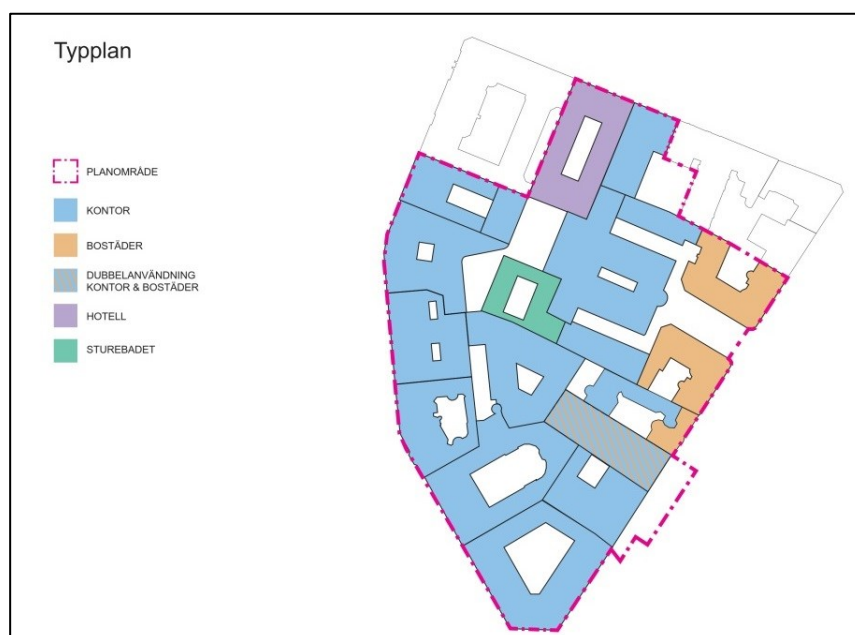 Typplan
PLANOMRÅDE
KONTOR
BOSTÄDER
DUBBELANVÄNDNING
KONTOR & BOSTÄDER
HOTELL
STUREBADET